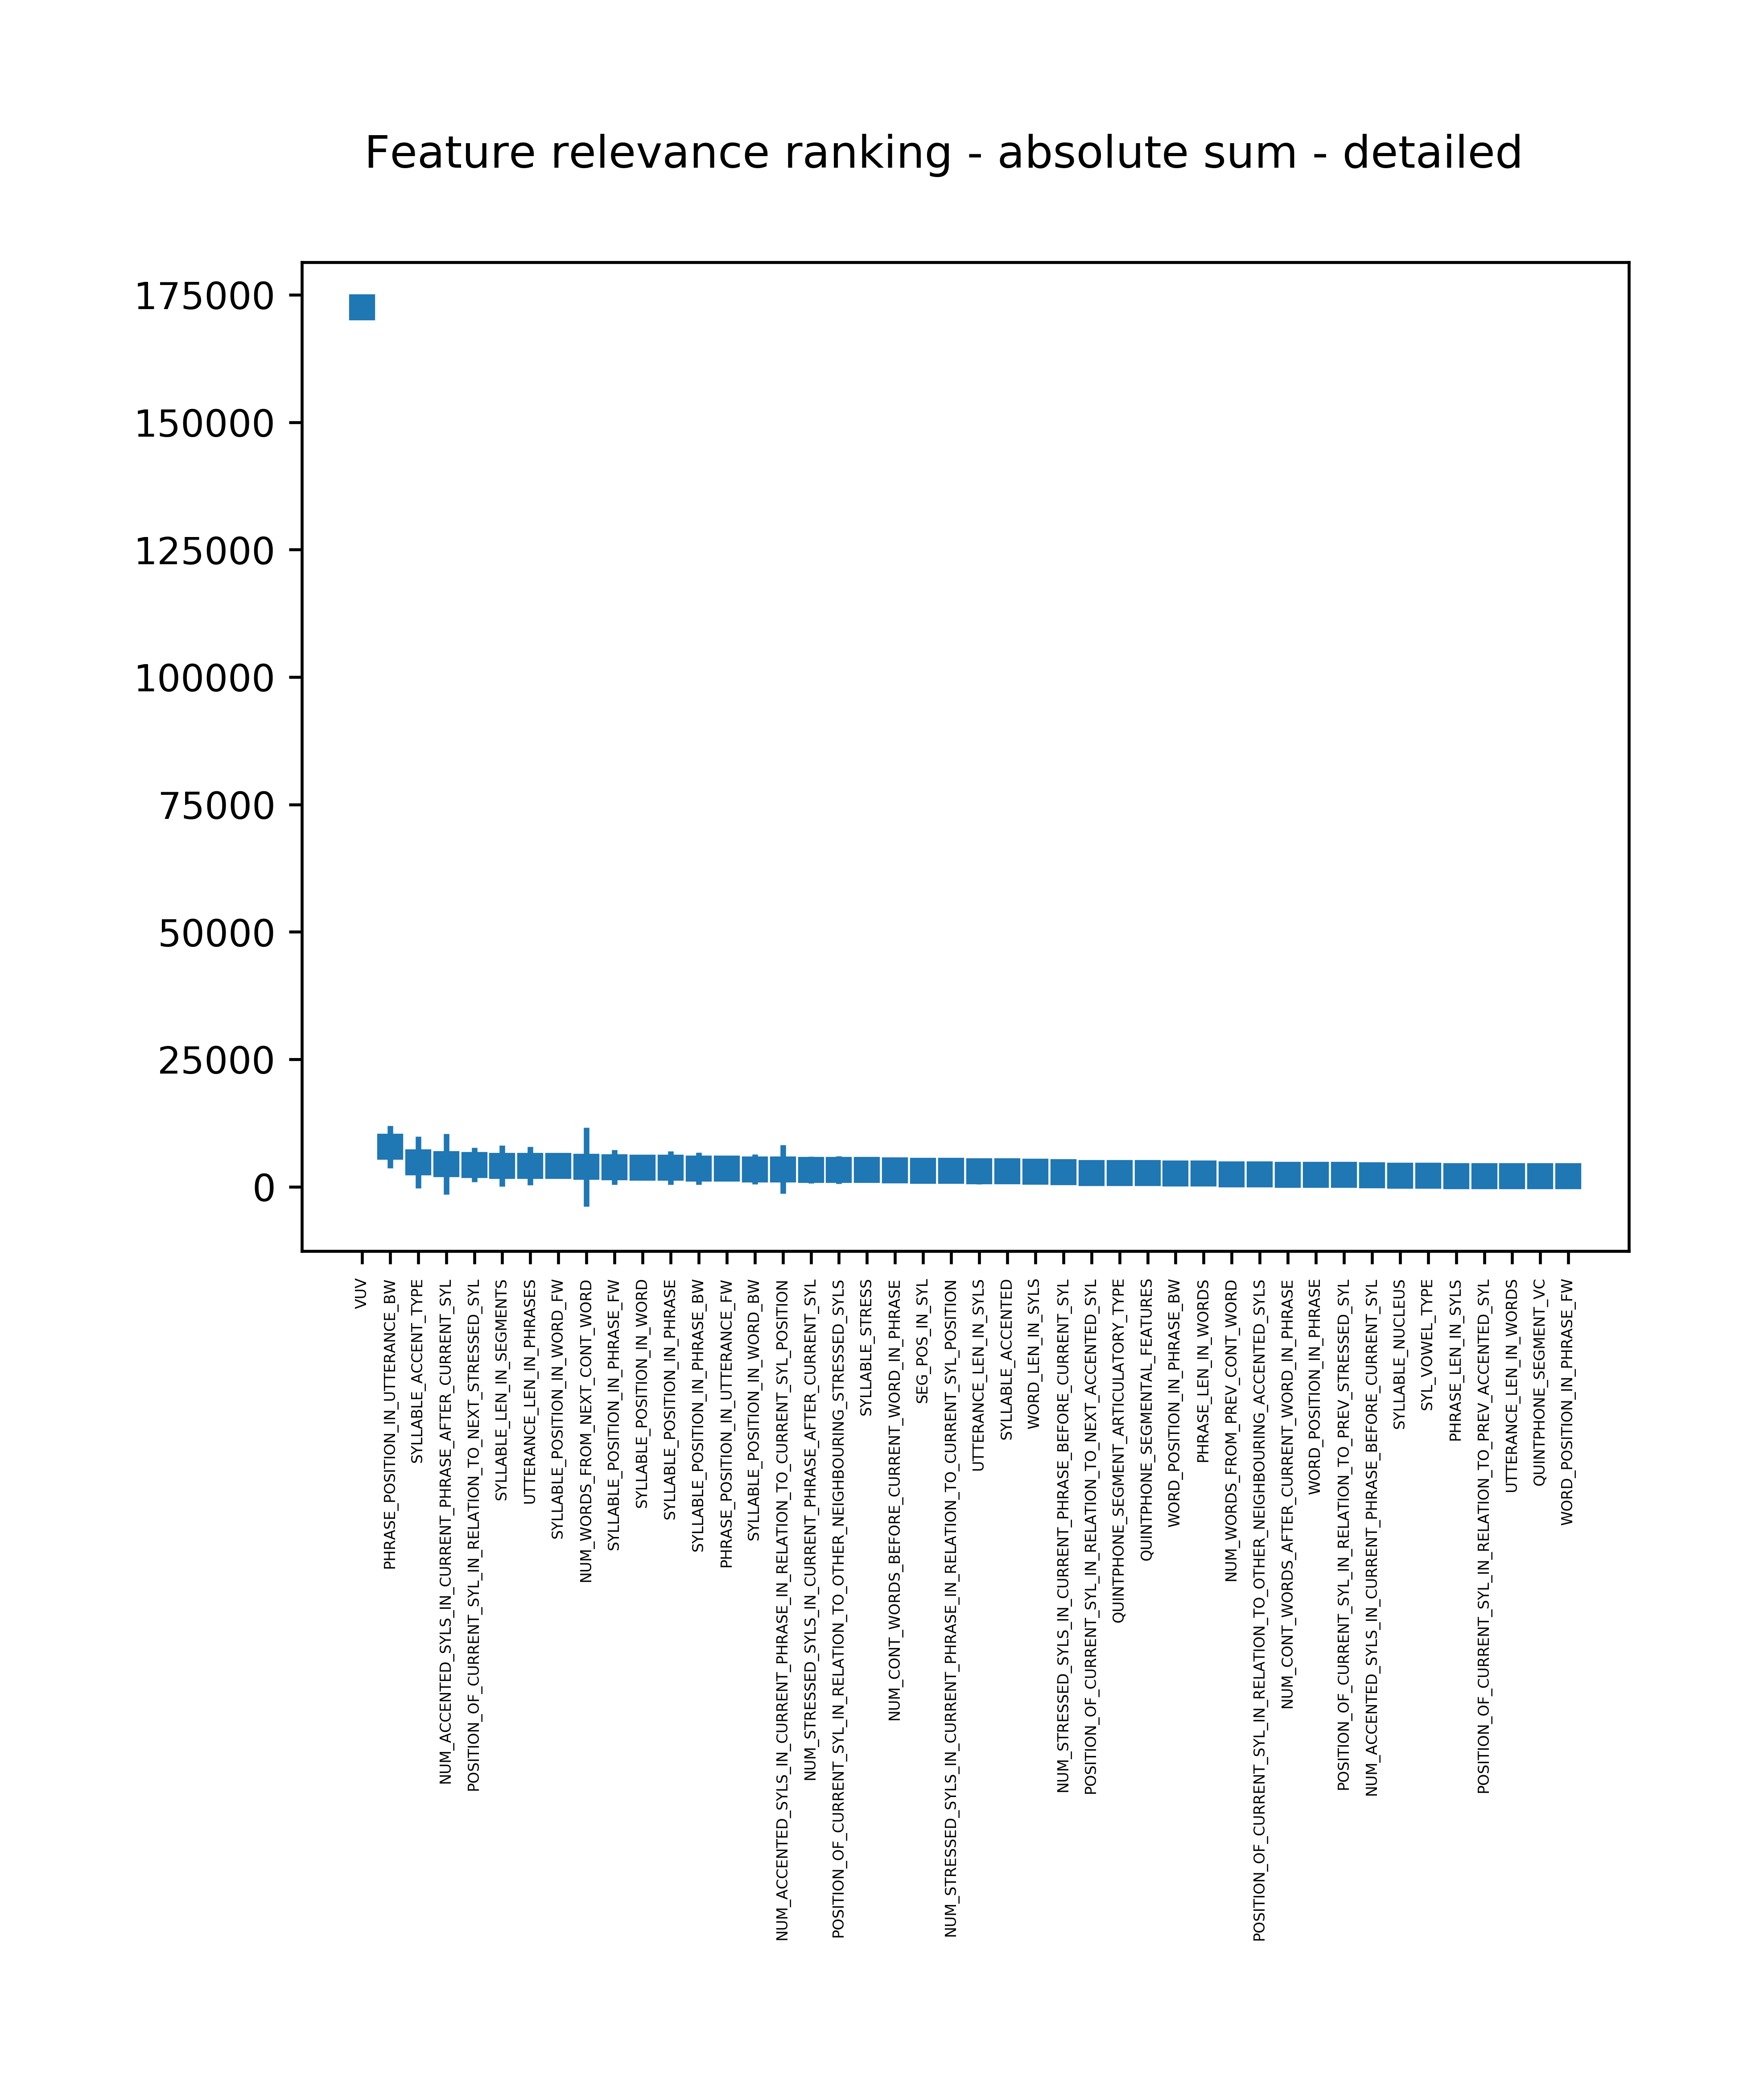 Feature relevance ranking - absolute sum - detailed
175000
150000
125000
100000
75000
50000
25000
0
VUV
PHRASE_POSITION_IN_UTTERANCE_BW
SYLLABLE_ACCENT_TYPE
NUM_ACCENTED_SYLS_IN_CURRENT_PHRASE_AFTER_CURRENT_SYL
POSITION_OF_CURRENT_SYL_IN_RELATION_TO_NEXT_STRESSED_SYL
SYLLABLE_LEN_IN_SEGMENTS
UTTERANCE_LEN_IN_PHRASES
SYLLABLE_POSITION_IN_WORD_FW
NUM_WORDS_FROM_NEXT_CONT_WORD
SYLLABLE_POSITION_IN_PHRASE_FW
SYLLABLE_POSITION_IN_WORD
SYLLABLE_POSITION_IN_PHRASE
SYLLABLE_POSITION_IN_PHRASE_BW
PHRASE_POSITION_IN_UTTERANCE_FW
SYLLABLE_POSITION_IN_WORD_BW
NUM_ACCENTED_SYLS_IN_CURRENT_PHRASE_IN_RELATION_TO_CURRENT_SYL_POSITION
NUM_STRESSED_SYLS_IN_CURRENT_PHRASE_AFTER_CURRENT_SYL
POSITION_OF_CURRENT_SYL_IN_RELATION_TO_OTHER_NEIGHBOURING_STRESSED_SYLS
SYLLABLE_STRESS
NUM_CONT_WORDS_BEFORE_CURRENT_WORD_IN_PHRASE
SEG_POS_IN_SYL
NUM_STRESSED_SYLS_IN_CURRENT_PHRASE_IN_RELATION_TO_CURRENT_SYL_POSITION
UTTERANCE_LEN_IN_SYLS
SYLLABLE_ACCENTED
WORD_LEN_IN_SYLS
NUM_STRESSED_SYLS_IN_CURRENT_PHRASE_BEFORE_CURRENT_SYL
POSITION_OF_CURRENT_SYL_IN_RELATION_TO_NEXT_ACCENTED_SYL
QUINTPHONE_SEGMENT_ARTICULATORY_TYPE
QUINTPHONE_SEGMENTAL_FEATURES
WORD_POSITION_IN_PHRASE_BW
PHRASE_LEN_IN_WORDS
NUM_WORDS_FROM_PREV_CONT_WORD
POSITION_OF_CURRENT_SYL_IN_RELATION_TO_OTHER_NEIGHBOURING_ACCENTED_SYLS
NUM_CONT_WORDS_AFTER_CURRENT_WORD_IN_PHRASE
WORD_POSITION_IN_PHRASE
POSITION_OF_CURRENT_SYL_IN_RELATION_TO_PREV_STRESSED_SYL
NUM_ACCENTED_SYLS_IN_CURRENT_PHRASE_BEFORE_CURRENT_SYL
SYLLABLE_NUCLEUS
SYL_VOWEL_TYPE
PHRASE_LEN_IN_SYLS
POSITION_OF_CURRENT_SYL_IN_RELATION_TO_PREV_ACCENTED_SYL
UTTERANCE_LEN_IN_WORDS
QUINTPHONE_SEGMENT_VC
WORD_POSITION_IN_PHRASE_FW